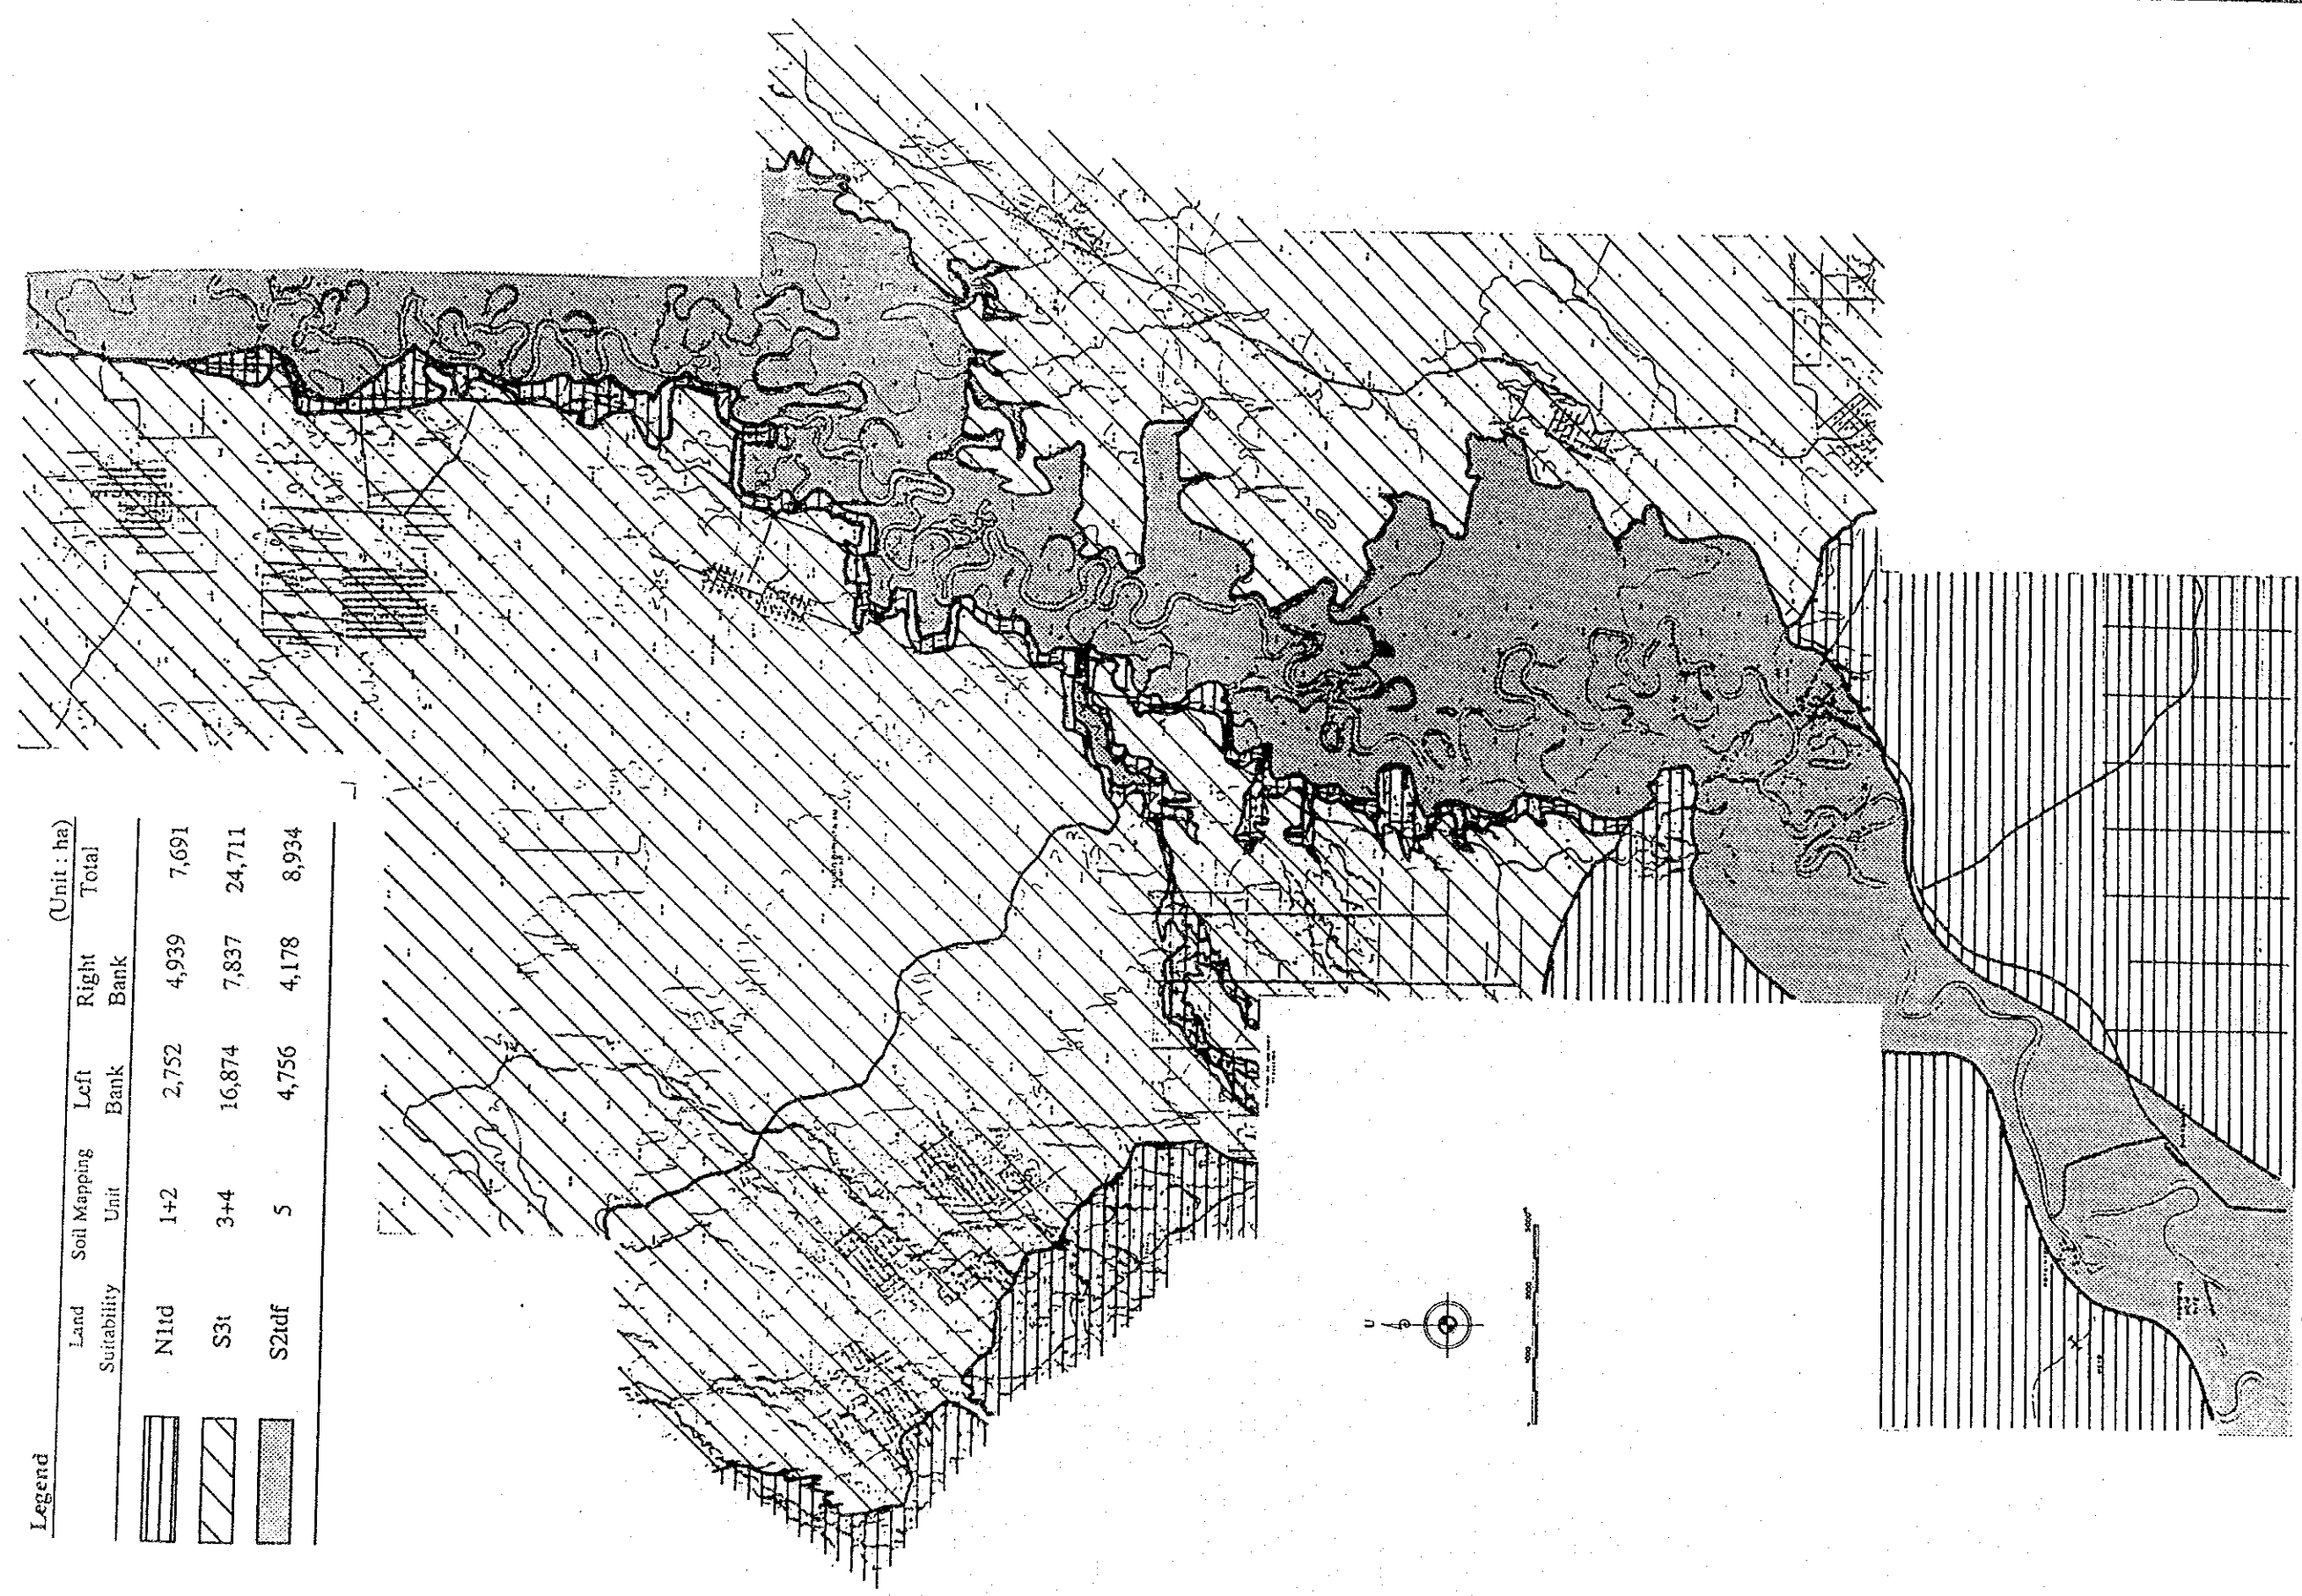 Legend
(Unit : ha)
Land Soil Mapping Left Right Total
Suitability Unit Bank Bank
N1td 1+2 2,752 4,939 7,691
S3t 3+4 16,874 7,837 24,711
S2tdf 5 4,756 4,178 8,934